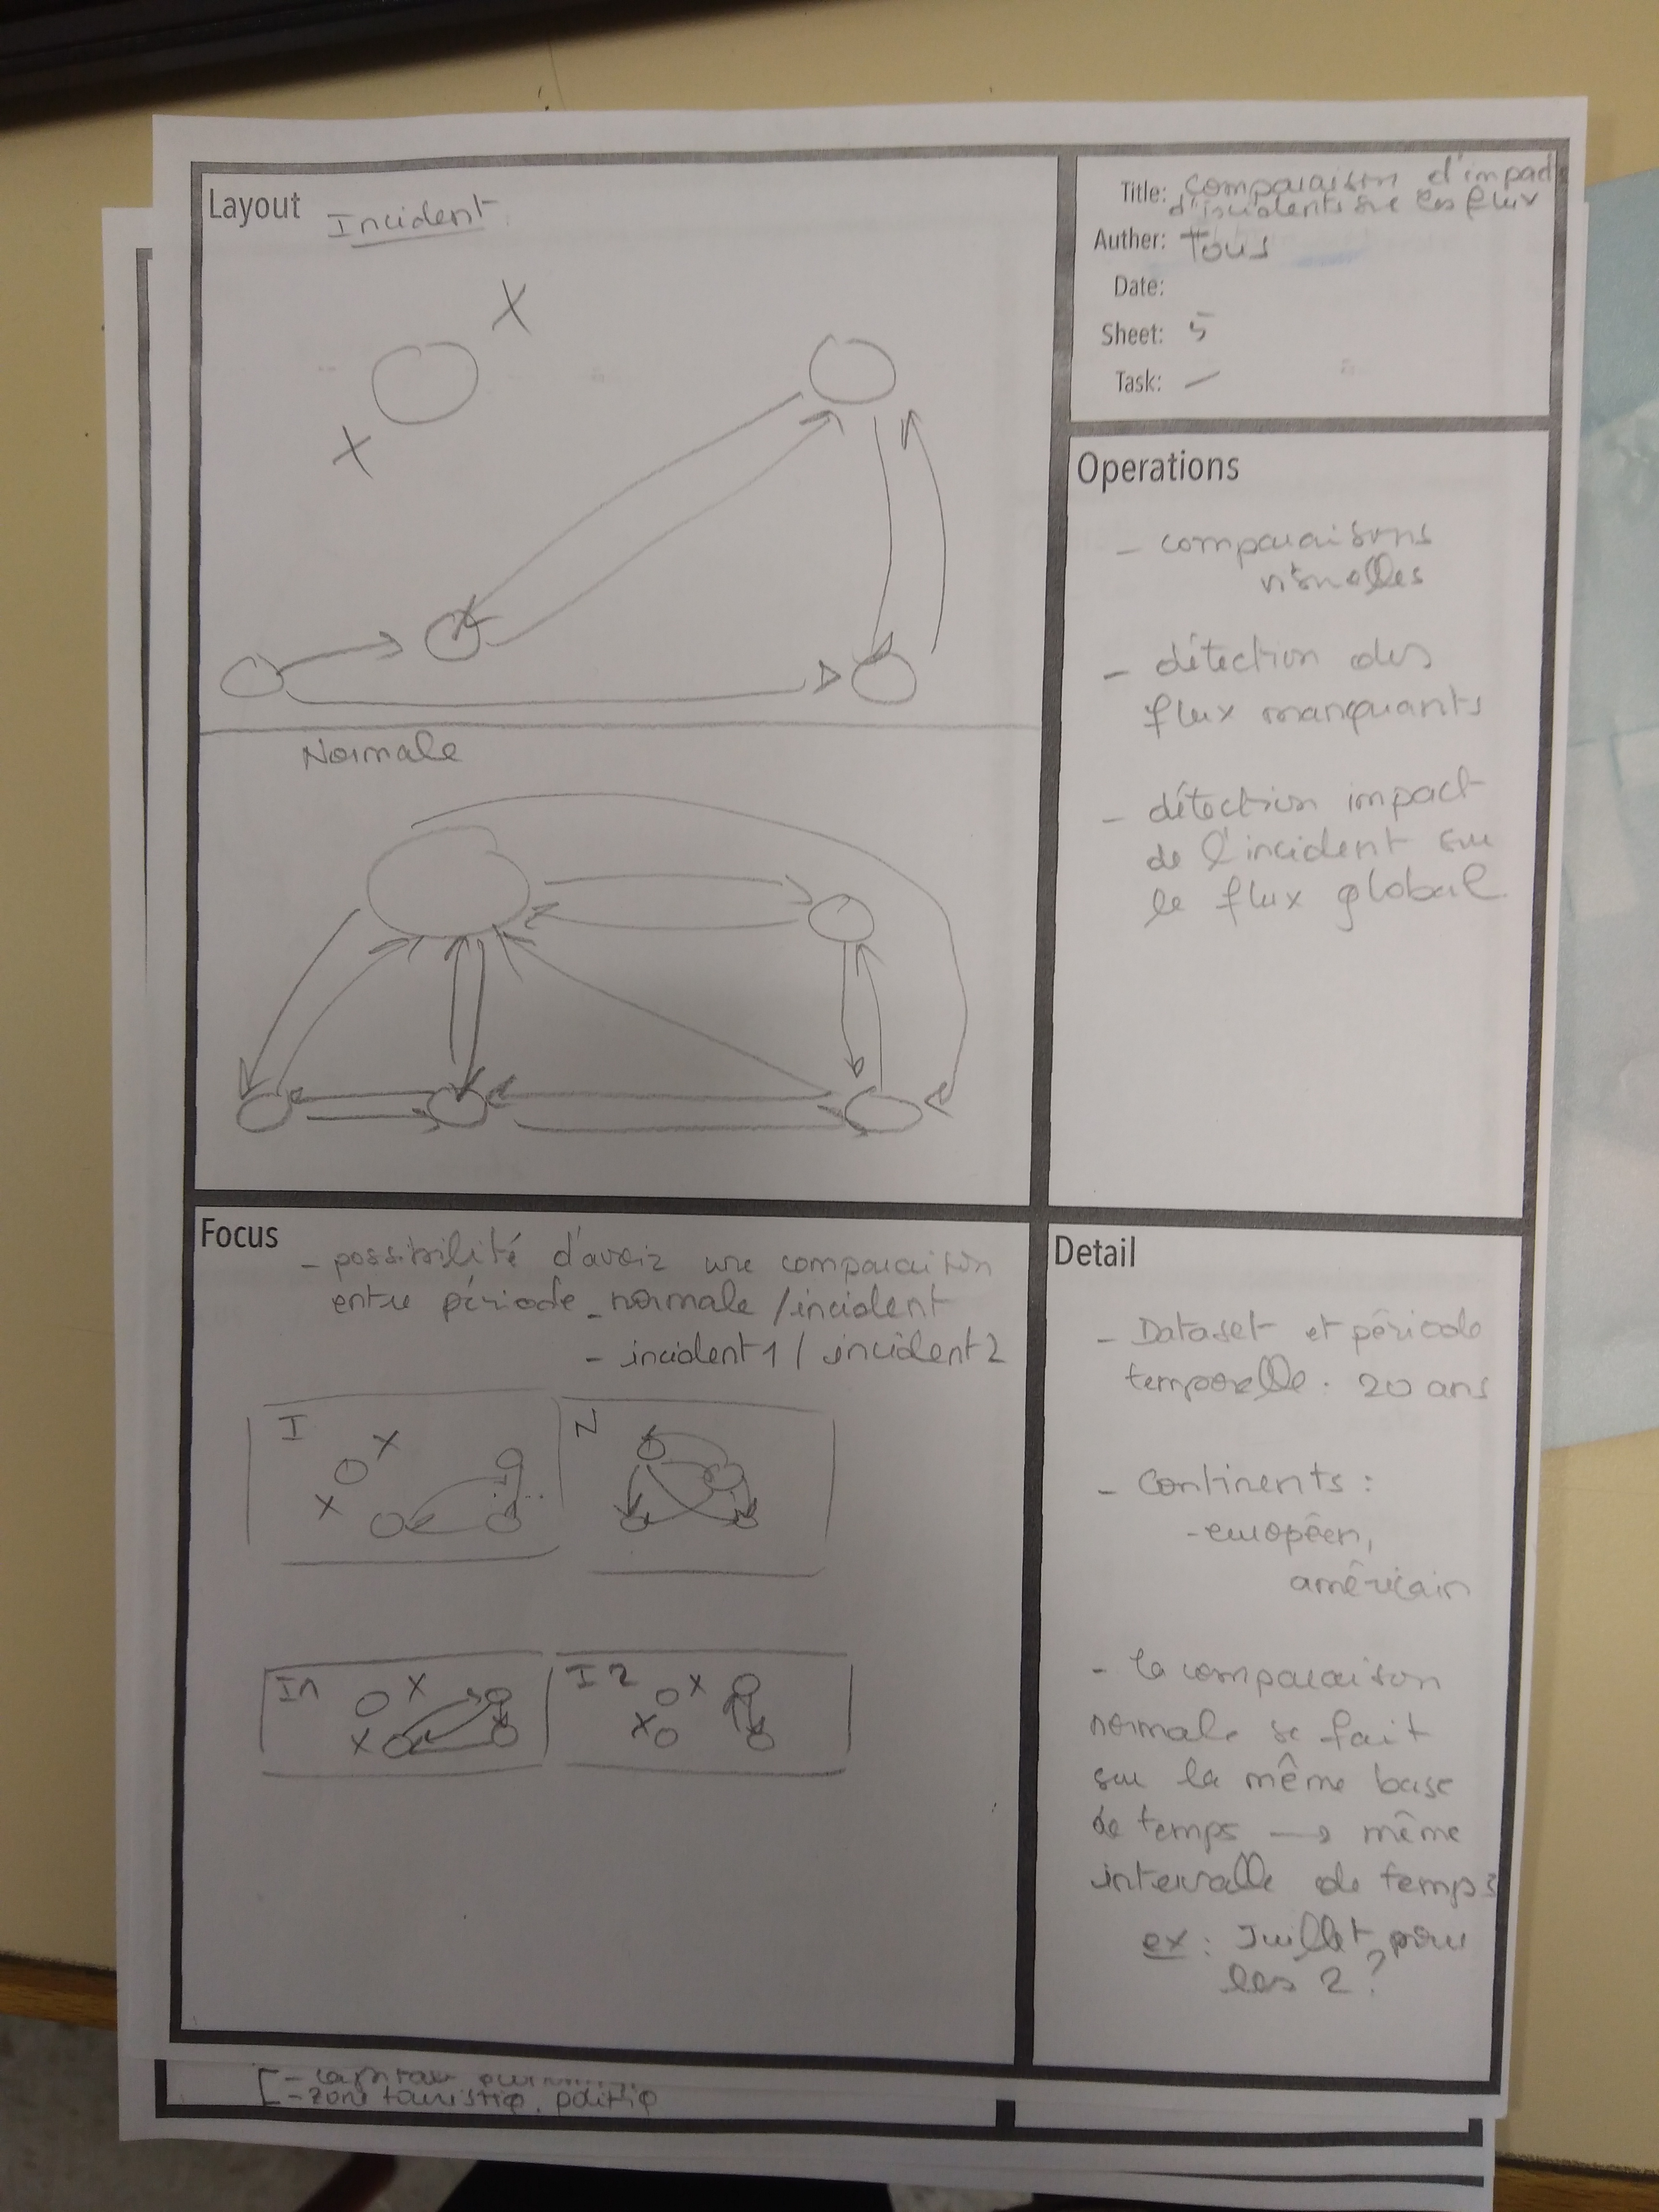 Layout Incident
X
X
Normale
Title: Comparaison d'impact
d'incidents sur les flux
Auther: Tous
Date:
Sheet: 5
Task: —
Operations
- comparaisons
visuelles
- détection des
flux manquants
- détection impact
de l'incident sur
le flux global
Focus
- possibilité d'avoir une comparaison
entre période - normale / incident
- incident 1 / incident 2
I X
X
N
I1 X
X
I2 X
X
Detail
- Dataset et période
temporelle : 20 ans
- Continents :
- européen,
américain
- la comparaison
normale se fait
sur la même base
de temps → même
intervalle de temps
ex : Juillet pour
les 2 ?
- zone touristiq, politiq